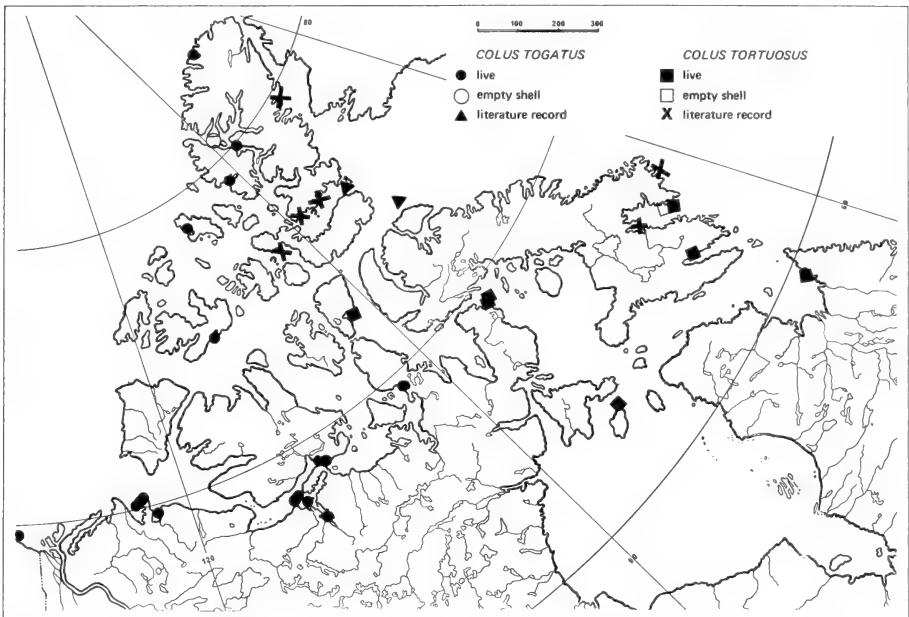 0 100 200 300
80
COLUS TOGATUS
live
empty shell
literature record
COLUS TORTUOSUS
live
empty shell
literature record
120